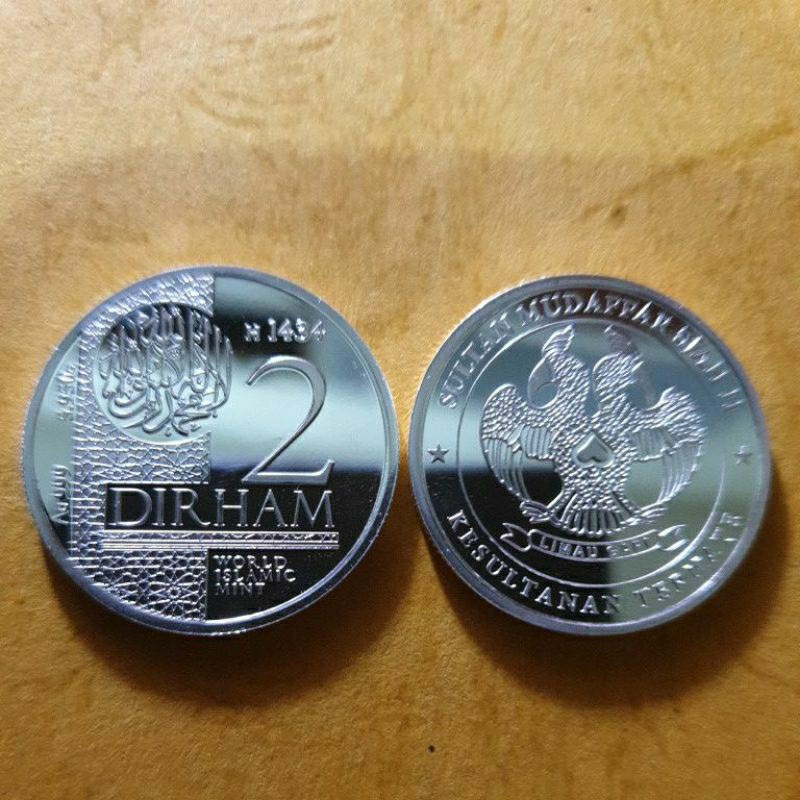 H 1434
2
DIRHAM
WORLD
ISLAMIC
MINT
SULTAN MUDAFFAR SJAH II
KESULTANAN TERNATE